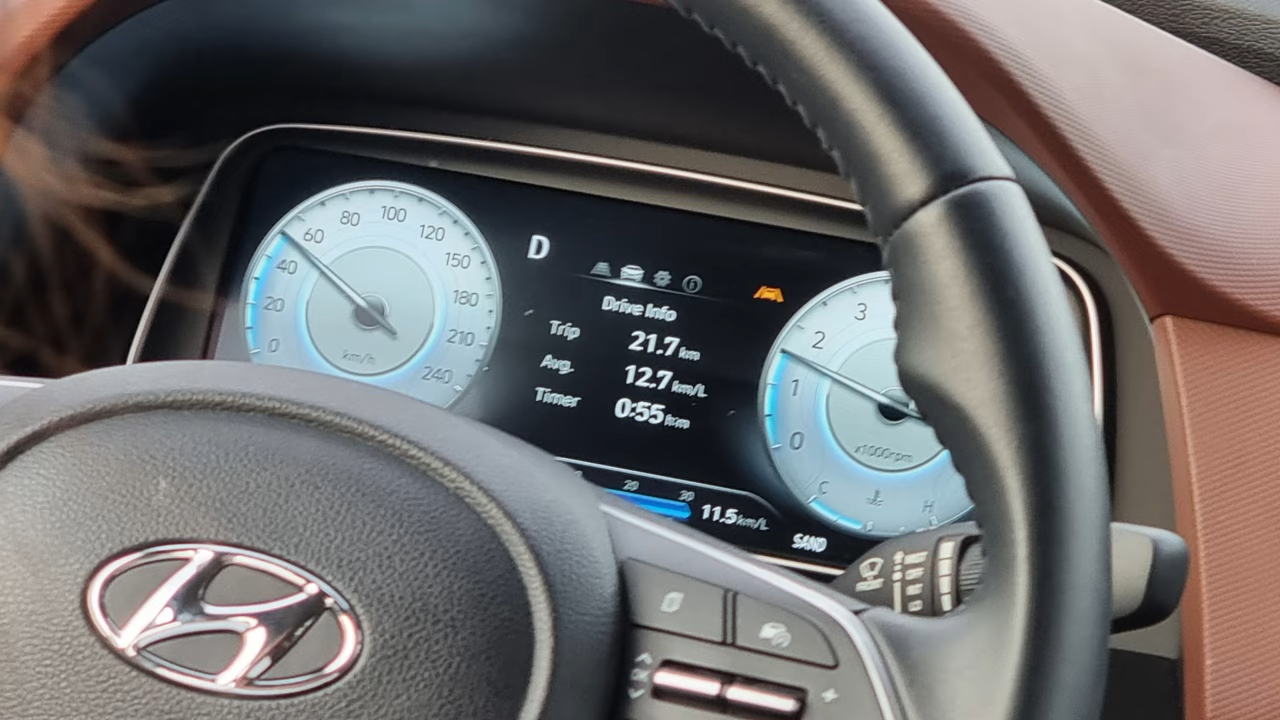 0
20
40
60
80
100
120
150
180
210
240
km/h
D
Drive Info
Trip 21.7 km
Avg. 12.7 km/L
Timer 0:55 h:m
20 30
11.5 km/L
SAND
0
1
2
3
x1000rpm
C H